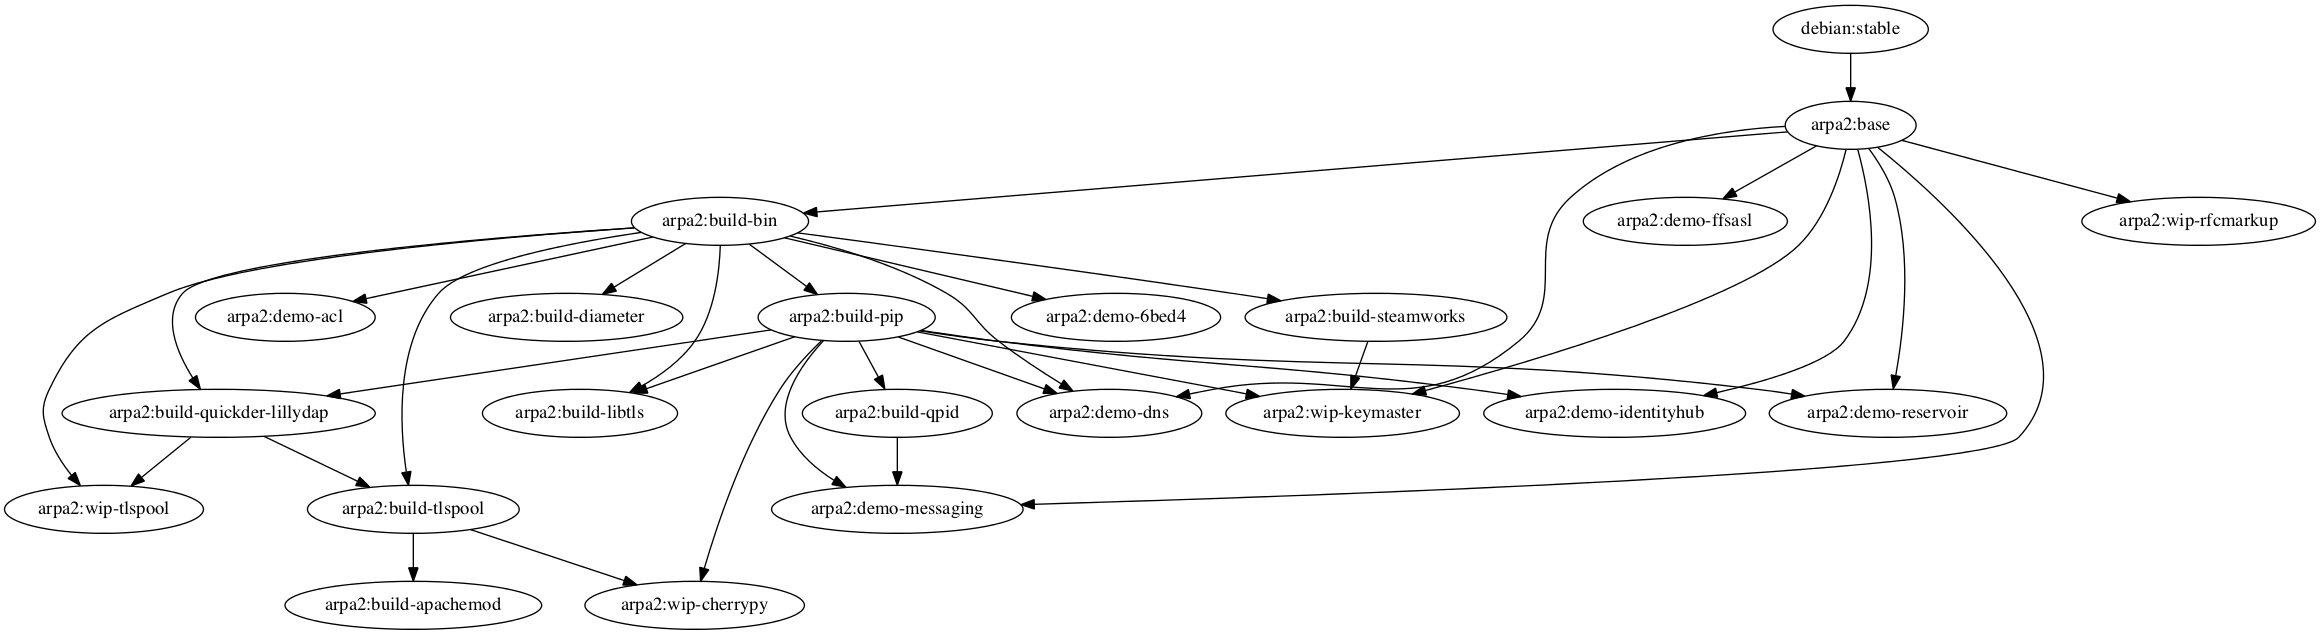 debian:stable
arpa2:base
arpa2:build-bin
arpa2:demo-ffsasl
arpa2:wip-rfcmarkup
arpa2:demo-acl
arpa2:build-diameter
arpa2:build-pip
arpa2:demo-6bed4
arpa2:build-steamworks
arpa2:build-quickder-lillydap
arpa2:build-libtls
arpa2:build-qpid
arpa2:demo-dns
arpa2:wip-keymaster
arpa2:demo-identityhub
arpa2:demo-reservoir
arpa2:wip-tlspool
arpa2:build-tlspool
arpa2:demo-messaging
arpa2:build-apachemod
arpa2:wip-cherrypy